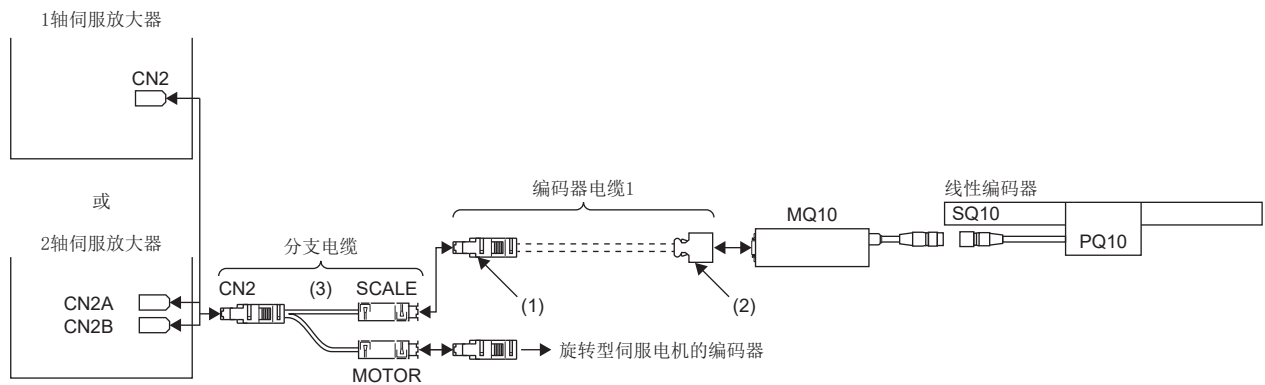 1轴伺服放大器
CN2
或
2轴伺服放大器
CN2A
CN2B
分支电缆
CN2
(3)
SCALE
MOTOR
编码器电缆1
(1)
(2)
MQ10
线性编码器
SQ10
PQ10
旋转型伺服电机的编码器